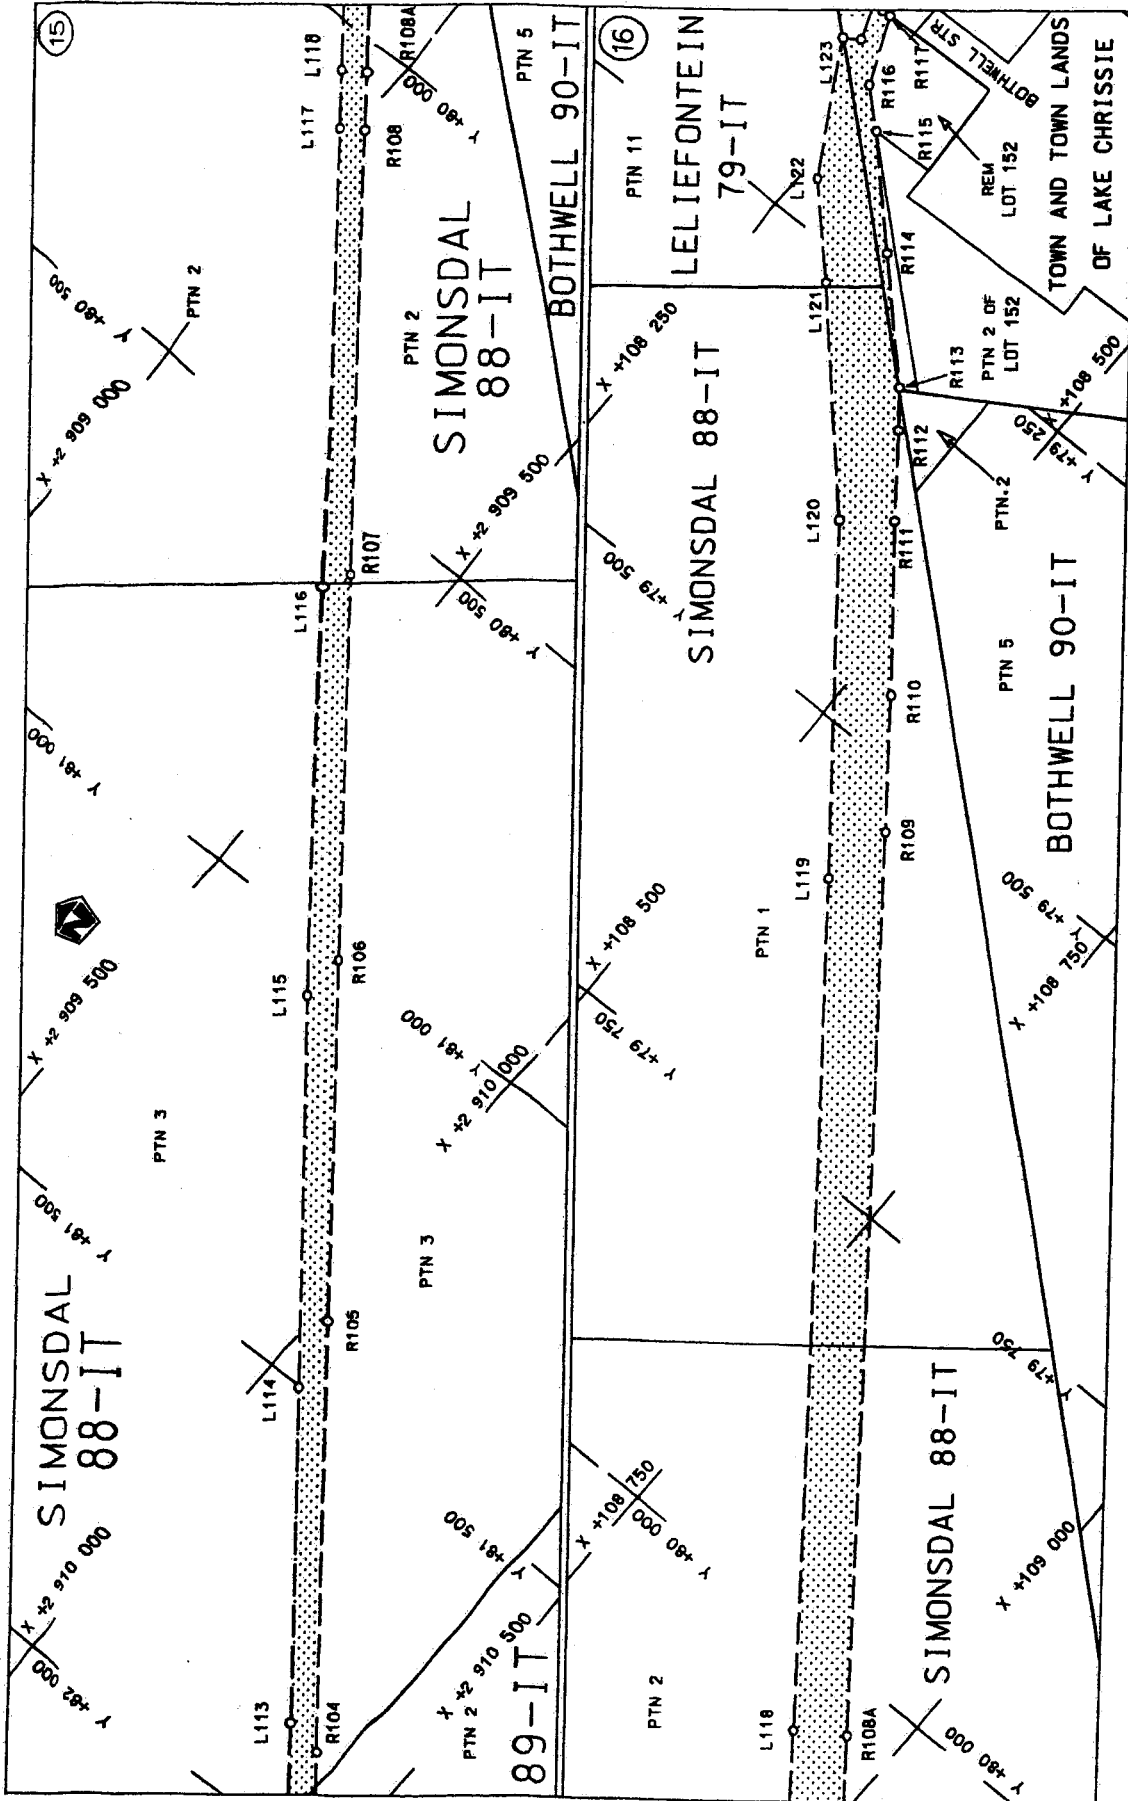 15
L118
L117
R108A
R108
Y +80 000
PTN 5
BOTHWELL 90-IT
SIMONSDAL
88-IT
PTN 2
PTN 2
Y +80 500
X +2 909 000
X +2 909 500
Y +80 500
L116
R107
Y +81 000
N
X +2 909 500
L115
R106
Y +81 000
X +2 910 000
PTN 3
PTN 3
Y +81 500
SIMONSDAL
88-IT
L114
R105
X +2 910 000
Y +82 000
L113
R104
Y +81 500
X +2 910 500
PTN 2
89-IT
16
PTN 11
LELIEFONTEIN
79-IT
L123
L122
L121
R117
R116
R115
R114
R113
R112
R111
BOTHWELL STR
REM
LOT 152
TOWN AND TOWN LANDS
OF LAKE CHRISSIE
PTN 2 OF
LOT 152
X +108 500
Y +79 250
PTN.2
X +108 250
Y +79 500
SIMONSDAL 88-IT
L120
R110
R109
L119
PTN 5
BOTHWELL 90-IT
PTN 1
X +108 500
Y +79 750
Y +79 500
X +108 750
Y +79 750
X +108 750
Y +80 000
SIMONSDAL 88-IT
X +109 000
PTN 2
L118
R108A
Y +80 000